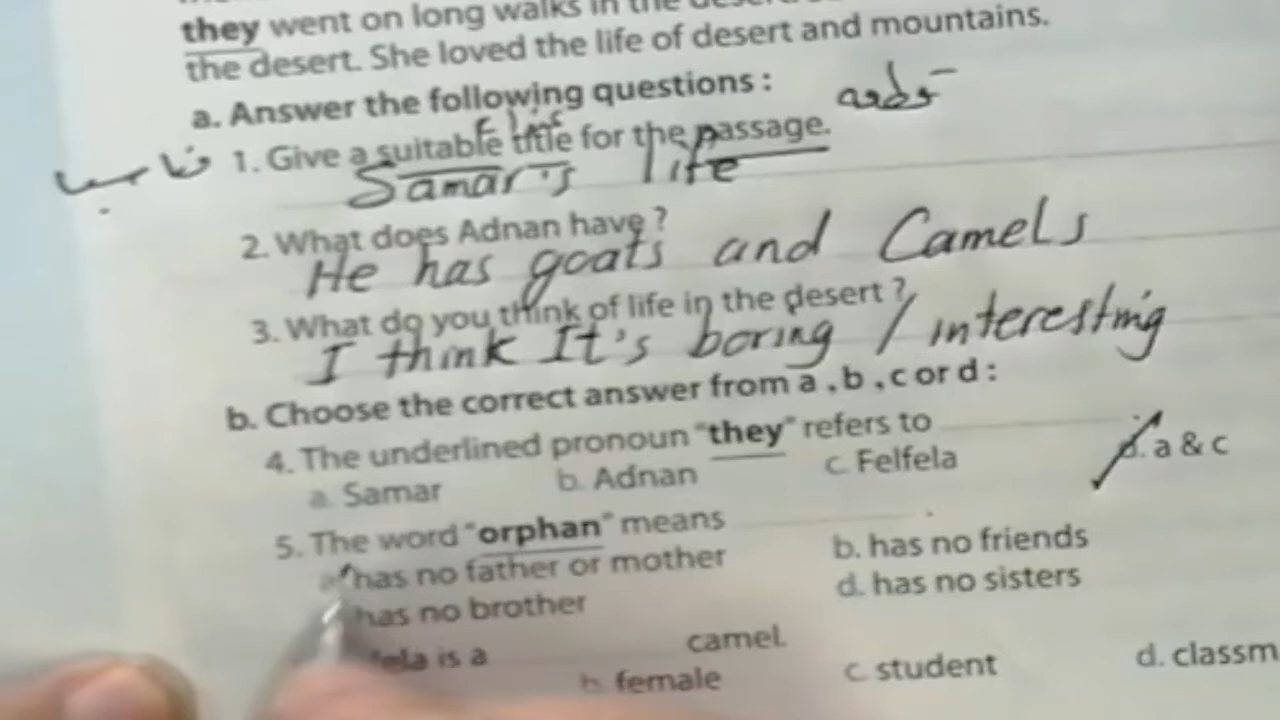 they went on long walks in the
the desert. She loved the life of desert and mountains.
a. Answer the following questions :
قطعة
1. Give a suitable title for the passage.
مناسب
Samar's life
2. What does Adnan have ?
He has goats and Camels
3. What do you think of life in the desert ?
I think It's boring / interesting
b. Choose the correct answer from a , b , c or d :
4. The underlined pronoun "they" refers to
a. Samar b. Adnan c. Felfela d. a & c
5. The word "orphan" means
a. has no father or mother b. has no friends
has no brother d. has no sisters
ela is a camel.
b. female c. student d. classm